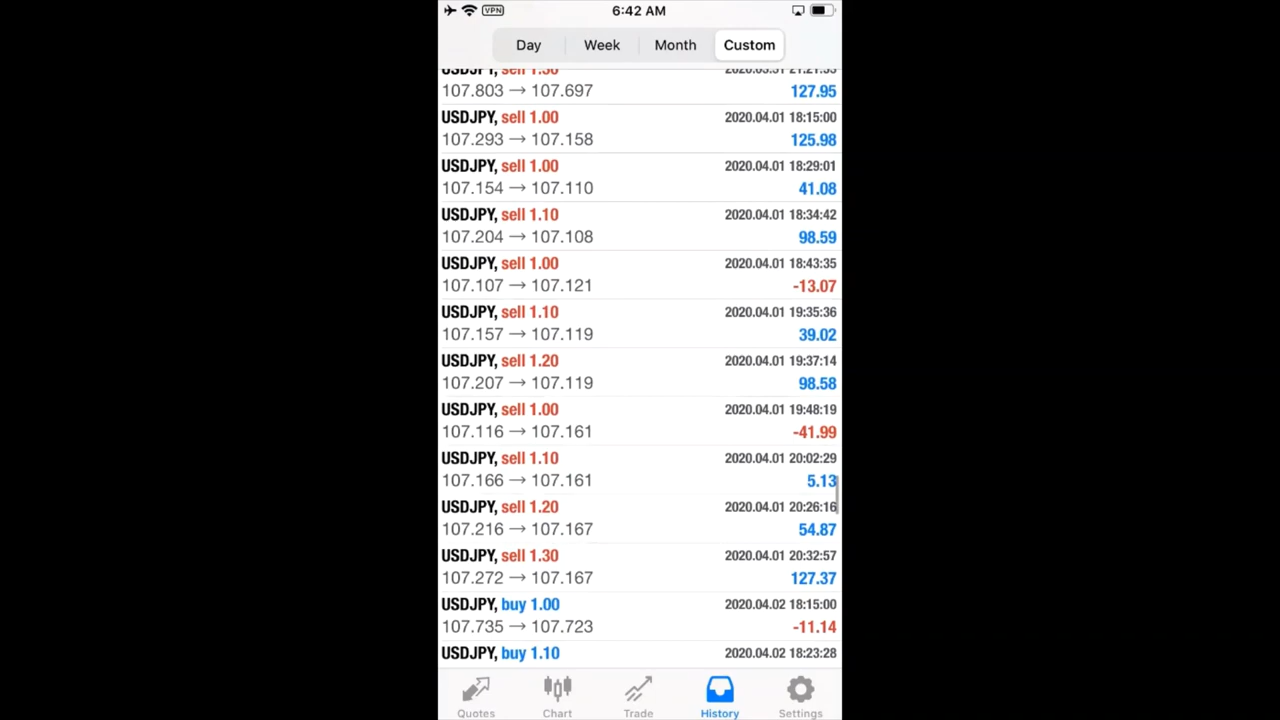 VPN 6:42 AM
Day Week Month Custom
USDJPY, sell 1.30 2020.03.31 21:21:53
107.803 → 107.697 127.95
USDJPY, sell 1.00 2020.04.01 18:15:00
107.293 → 107.158 125.98
USDJPY, sell 1.00 2020.04.01 18:29:01
107.154 → 107.110 41.08
USDJPY, sell 1.10 2020.04.01 18:34:42
107.204 → 107.108 98.59
USDJPY, sell 1.00 2020.04.01 18:43:35
107.107 → 107.121 -13.07
USDJPY, sell 1.10 2020.04.01 19:35:36
107.157 → 107.119 39.02
USDJPY, sell 1.20 2020.04.01 19:37:14
107.207 → 107.119 98.58
USDJPY, sell 1.00 2020.04.01 19:48:19
107.116 → 107.161 -41.99
USDJPY, sell 1.10 2020.04.01 20:02:29
107.166 → 107.161 5.13
USDJPY, sell 1.20 2020.04.01 20:26:16
107.216 → 107.167 54.87
USDJPY, sell 1.30 2020.04.01 20:32:57
107.272 → 107.167 127.37
USDJPY, buy 1.00 2020.04.02 18:15:00
107.735 → 107.723 -11.14
USDJPY, buy 1.10 2020.04.02 18:23:28
Quotes Chart Trade History Settings